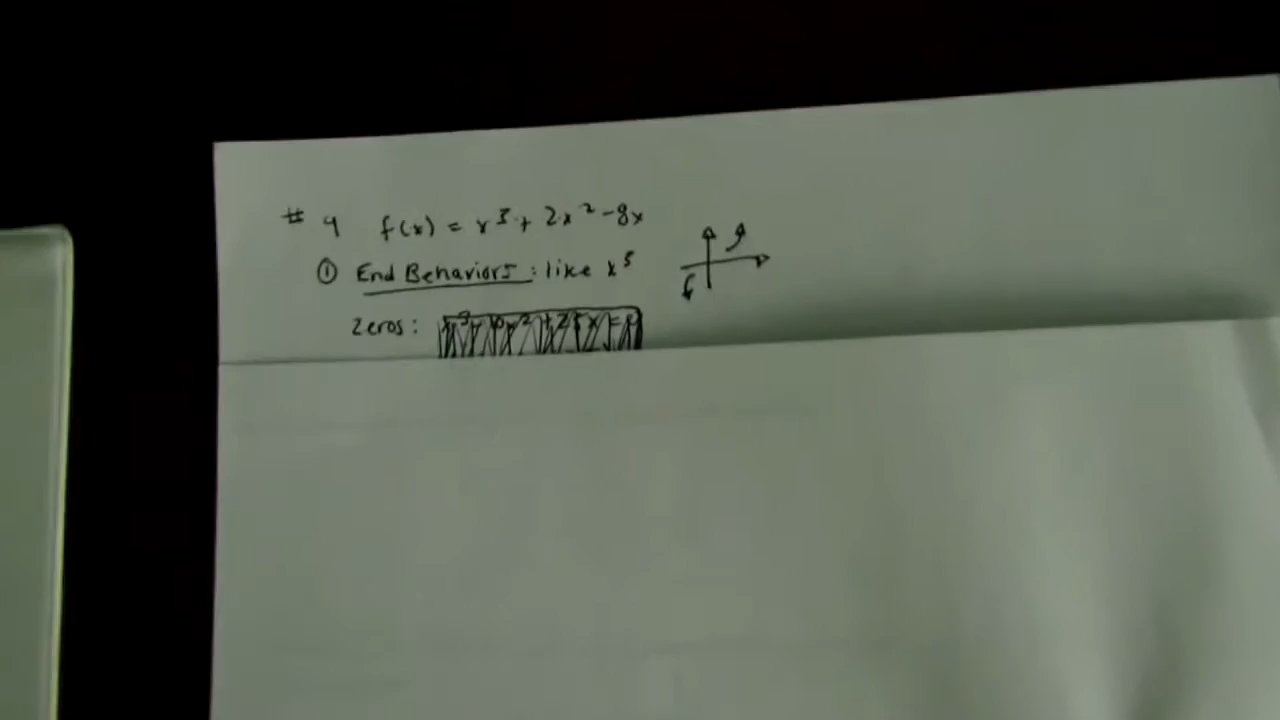 # 4 f(x) = x³ + 2x² - 8x
① End Behaviors: like x³
Zeros: